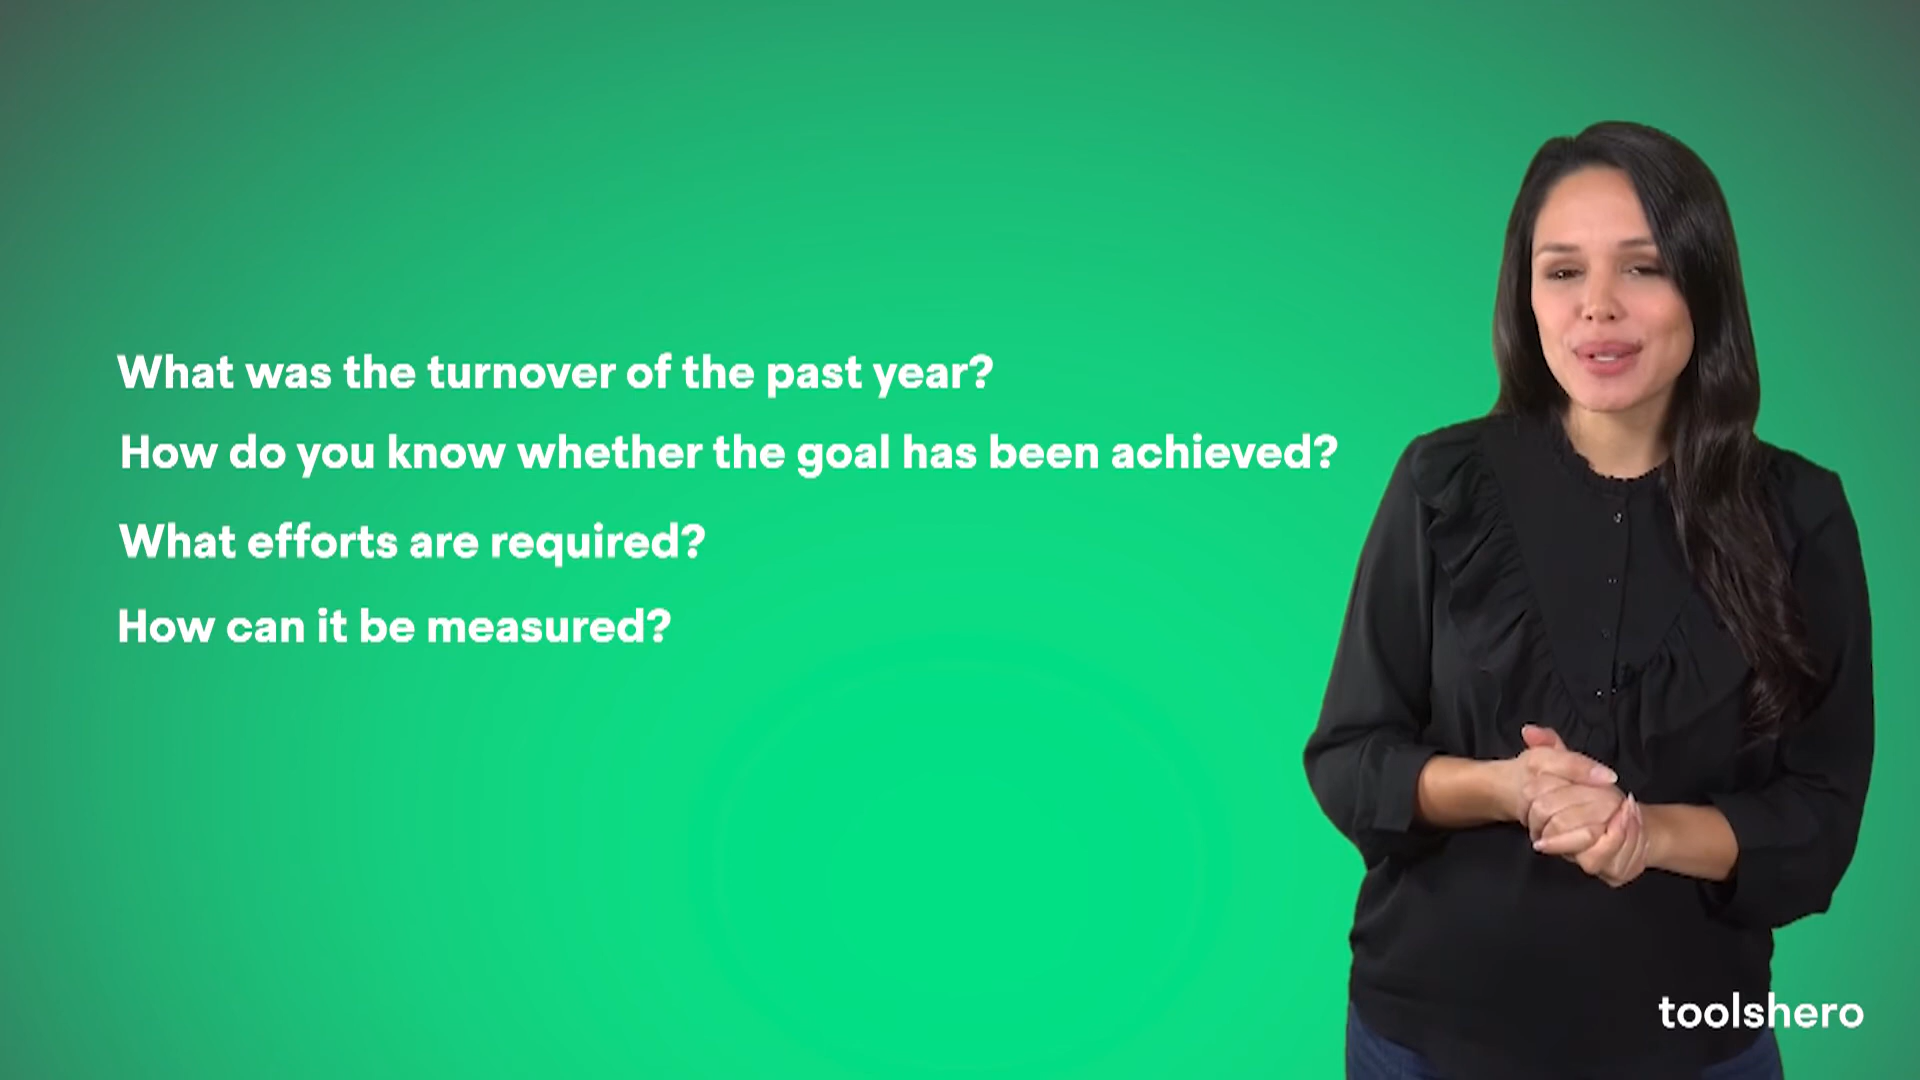 What was the turnover of the past year?
How do you know whether the goal has been achieved?
What efforts are required?
How can it be measured?
toolshero